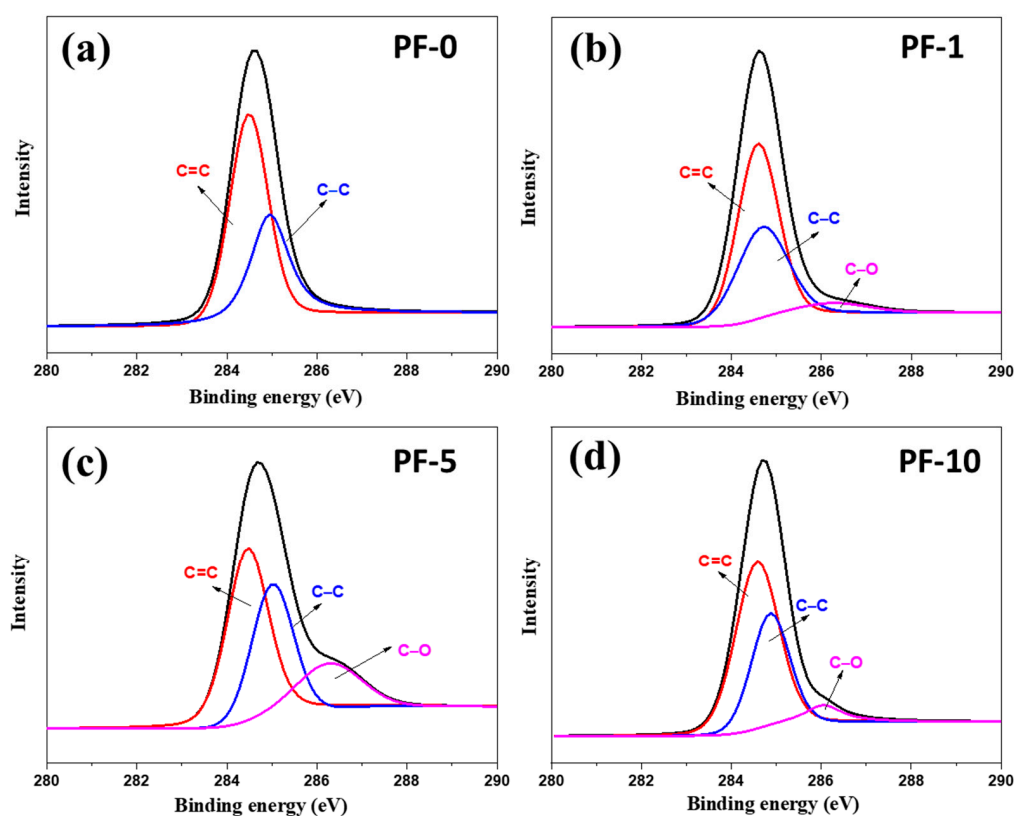 (a)
PF-0
C=C
C–C
Intensity
280 282 284 286 288 290
Binding energy (eV)
(b)
PF-1
C=C
C–C
C–O
Intensity
280 282 284 286 288 290
Binding energy (eV)
(c)
PF-5
C=C
C–C
C–O
Intensity
280 282 284 286 288 290
Binding energy (eV)
(d)
PF-10
C=C
C–C
C–O
Intensity
280 282 284 286 288 290
Binding energy (eV)